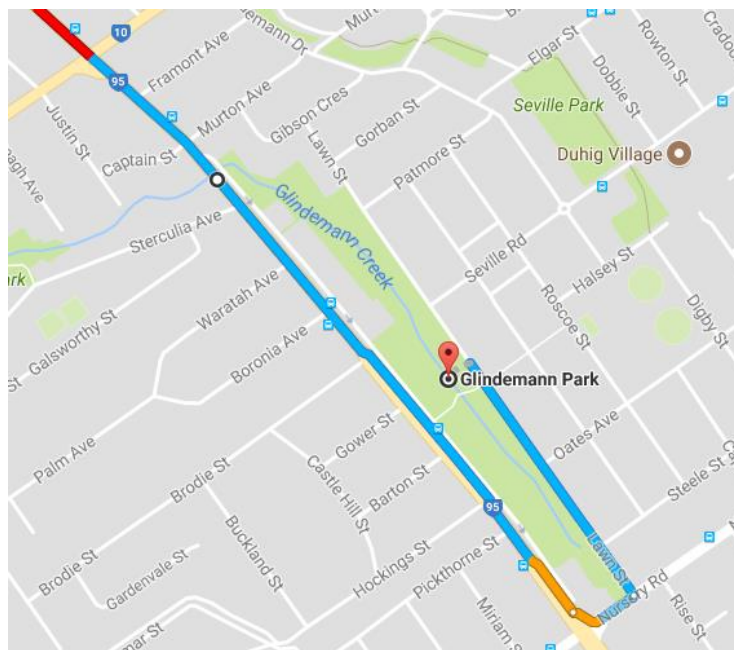 10
Framont Ave
95
Justin St
Murton Ave
Captain St
Gibson Cres
Gorban St
Lawn St
Patmore St
Elgar St
Rowton St
Dobbie St
Seville Park
Duhig Village
Sterculia Ave
Glindemann Creek
Seville Rd
Halsey St
Waratah Ave
Galsworthy St
Boronia Ave
Roscoe St
Digby St
Glindemann Park
Palm Ave
Gower St
Oates Ave
Brodie St
Castle Hill St
Barton St
Steele St
95
Buckland St
Hockings St
Pickthorne St
Lawn St
Brodie St
Gardenvale St
Nursery Rd
Rise St
Miriam S
mar St